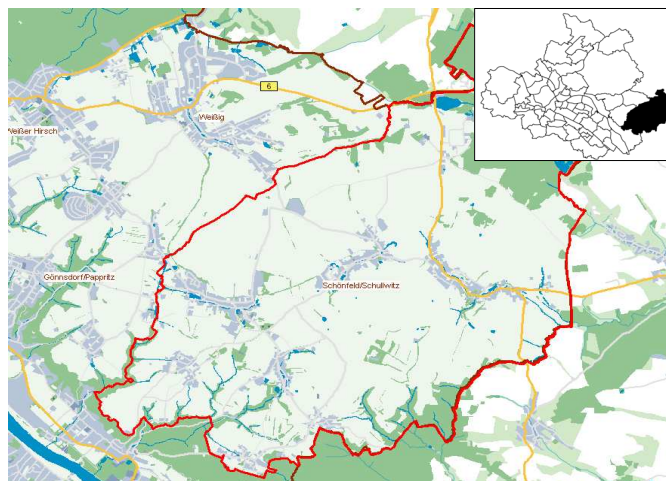 6
Weißig
Weißer Hirsch
Gönnsdorf/Pappritz
Schönfeld/Schullwitz